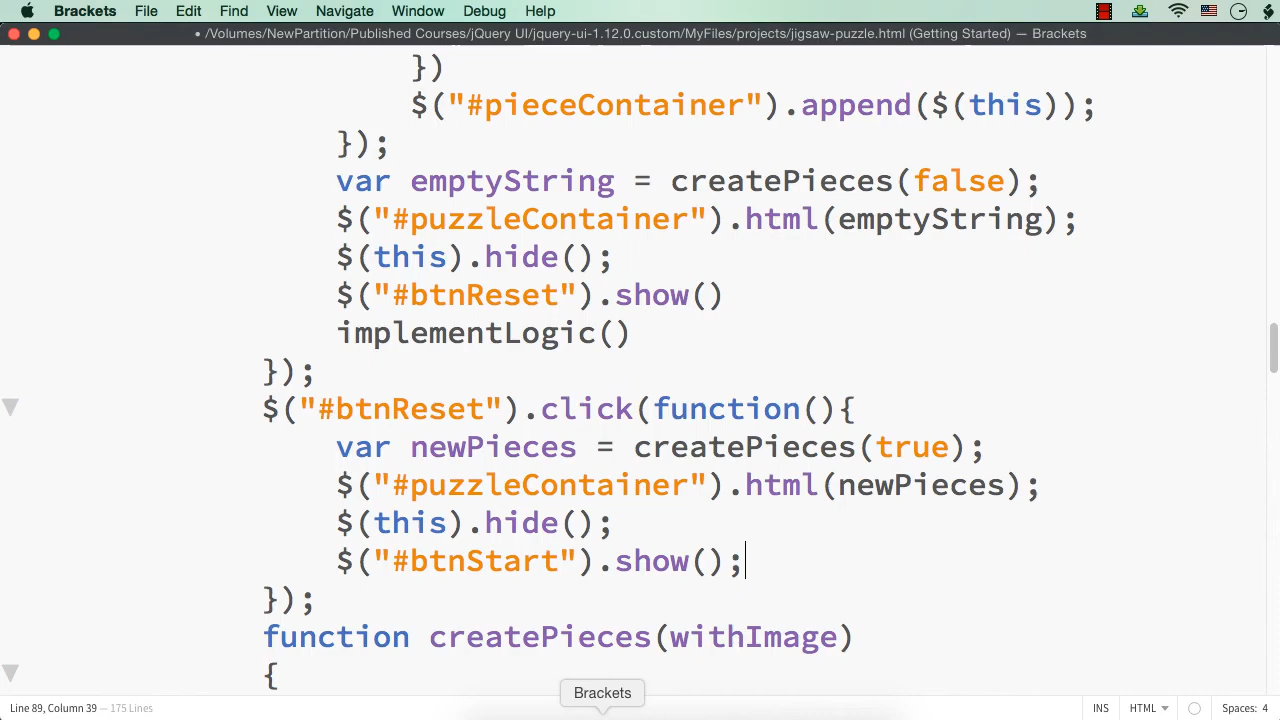 Brackets File Edit Find View Navigate Window Debug Help
• /Volumes/NewPartition/Published Courses/jQuery UI/jquery-ui-1.12.0.custom/MyFiles/projects/jigsaw-puzzle.html (Getting Started) — Brackets
})
$("#pieceContainer").append($(this));
});
var emptyString = createPieces(false);
$("#puzzleContainer").html(emptyString);
$(this).hide();
$("#btnReset").show()
implementLogic()
});
$("#btnReset").click(function(){
var newPieces = createPieces(true);
$("#puzzleContainer").html(newPieces);
$(this).hide();
$("#btnStart").show();
});
function createPieces(withImage)
{
Brackets
Line 89, Column 39 — 175 Lines INS HTML Spaces: 4